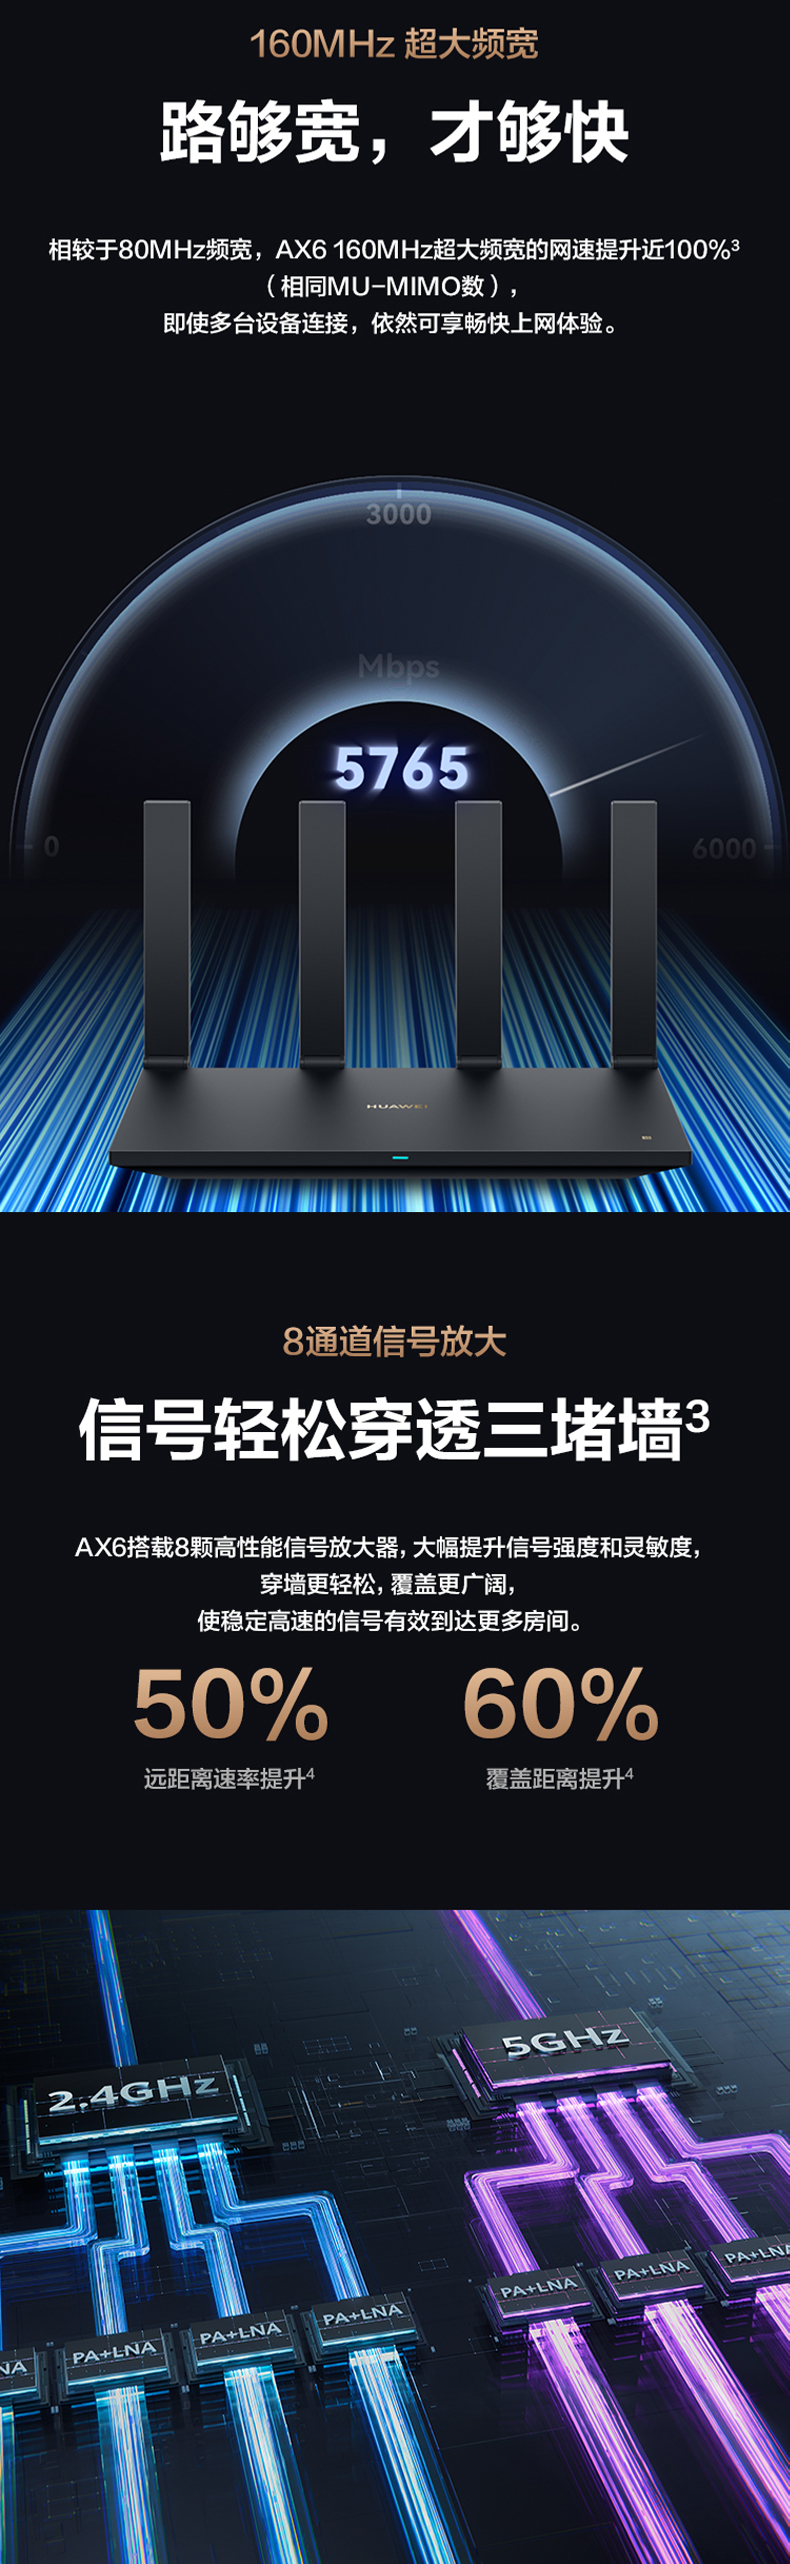 160MHz 超大频宽
路够宽，才够快
相较于80MHz频宽，AX6 160MHz超大频宽的网速提升近100%³
（相同MU-MIMO数），
即使多台设备连接，依然可享畅快上网体验。
3000
Mbps
5765
0
6000
HUAWEI
8通道信号放大
信号轻松穿透三堵墙³
AX6搭载8颗高性能信号放大器，大幅提升信号强度和灵敏度，
穿墙更轻松，覆盖更广阔，
使稳定高速的信号有效到达更多房间。
50%
60%
远距离速率提升⁴
覆盖距离提升⁴
5GHz
2.4GHz
PA+LNA
PA+LNA
PA+LNA
PA+LNA
PA+LNA
PA+LNA
NA